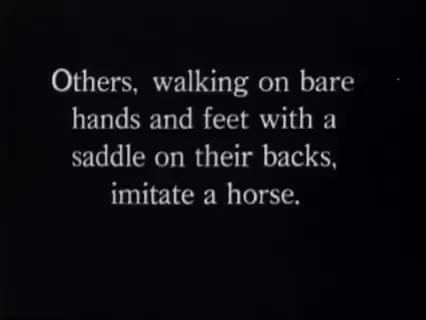 Others, walking on bare
hands and feet with a
saddle on their backs,
imitate a horse.